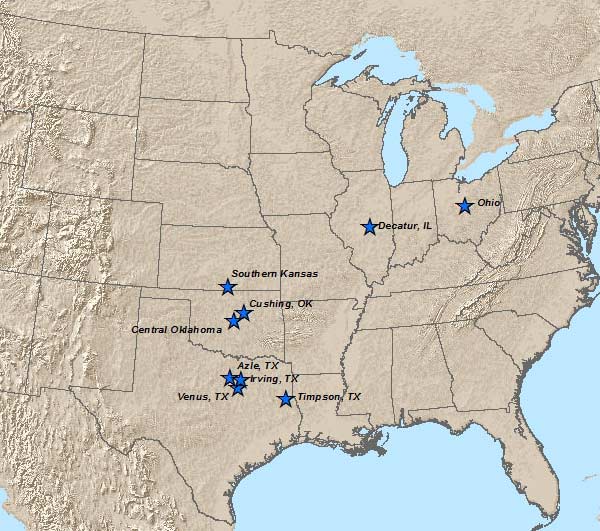 Ohio
Decatur, IL
Southern Kansas
Cushing, OK
Central Oklahoma
Azle, TX
Irving, TX
Venus, TX
Timpson, TX